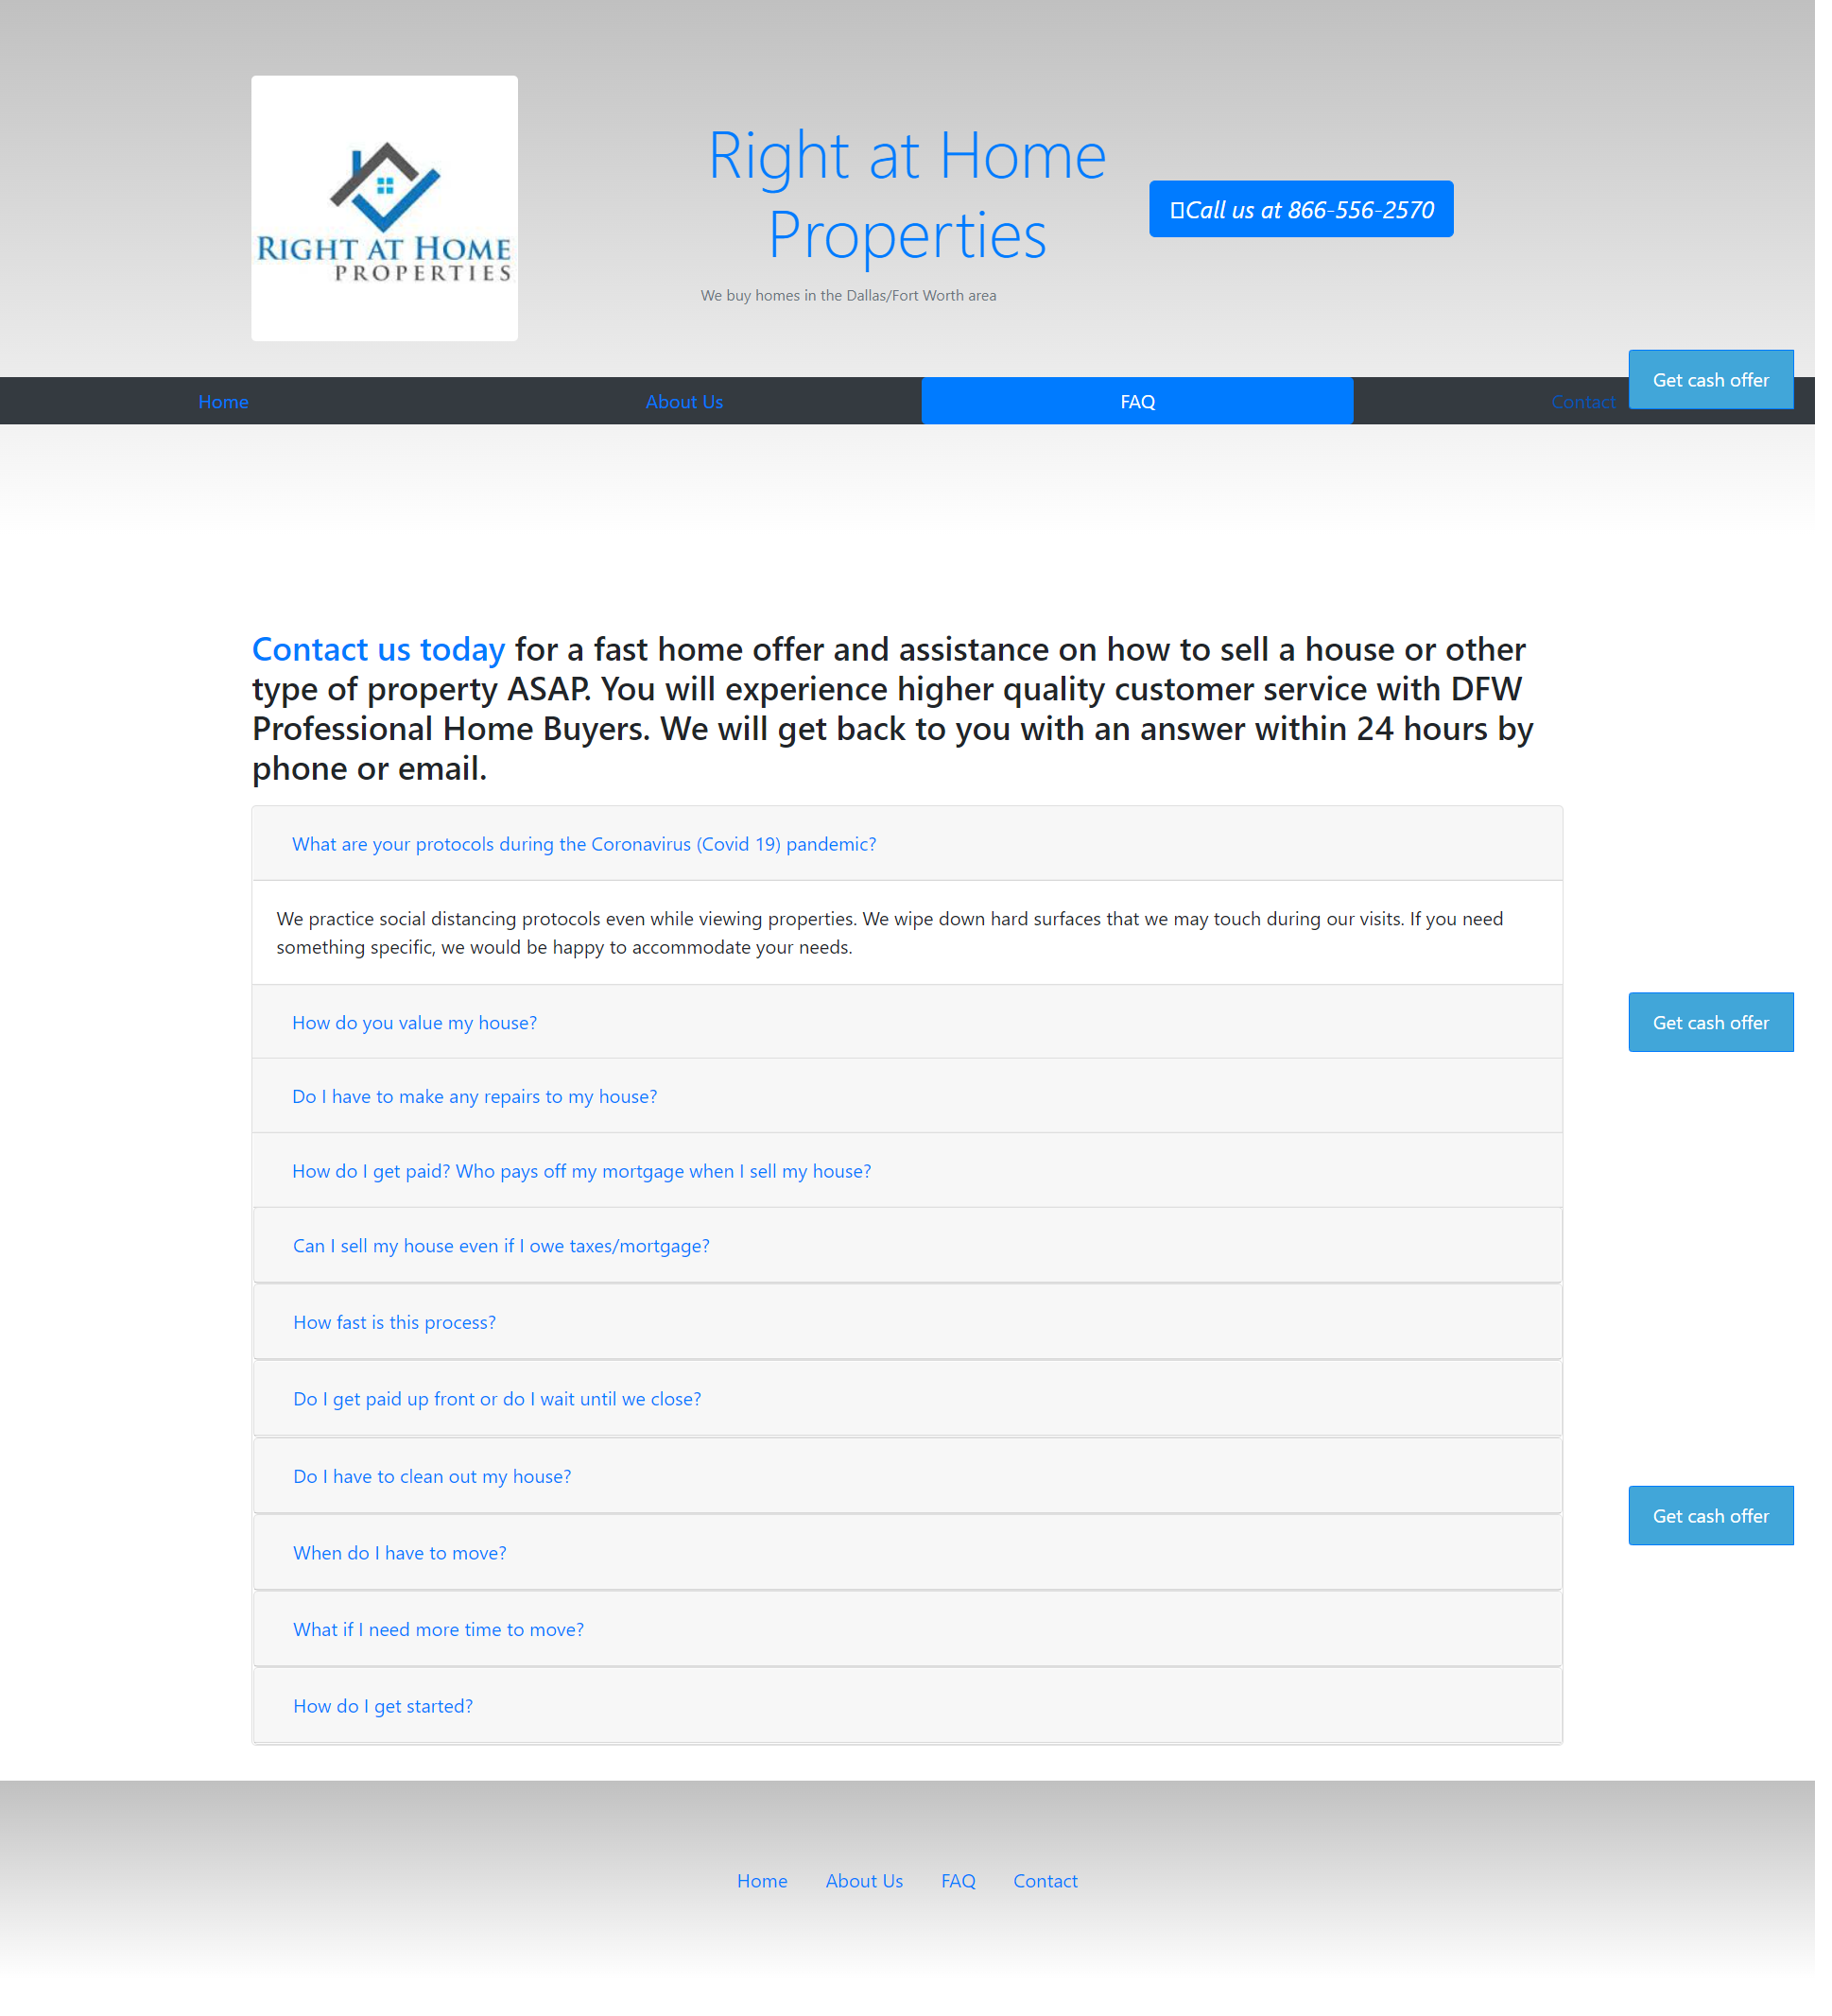 RIGHT AT HOME
PROPERTIES
Right at Home
Properties
We buy homes in the Dallas/Fort Worth area
Call us at 866-556-2570
Get cash offer
Home
About Us
FAQ
Contact
Contact us today for a fast home offer and assistance on how to sell a house or other
type of property ASAP. You will experience higher quality customer service with DFW
Professional Home Buyers. We will get back to you with an answer within 24 hours by
phone or email.
What are your protocols during the Coronavirus (Covid 19) pandemic?
We practice social distancing protocols even while viewing properties. We wipe down hard surfaces that we may touch during our visits. If you need
something specific, we would be happy to accommodate your needs.
How do you value my house?
Get cash offer
Do I have to make any repairs to my house?
How do I get paid? Who pays off my mortgage when I sell my house?
Can I sell my house even if I owe taxes/mortgage?
How fast is this process?
Do I get paid up front or do I wait until we close?
Do I have to clean out my house?
Get cash offer
When do I have to move?
What if I need more time to move?
How do I get started?
Home
About Us
FAQ
Contact